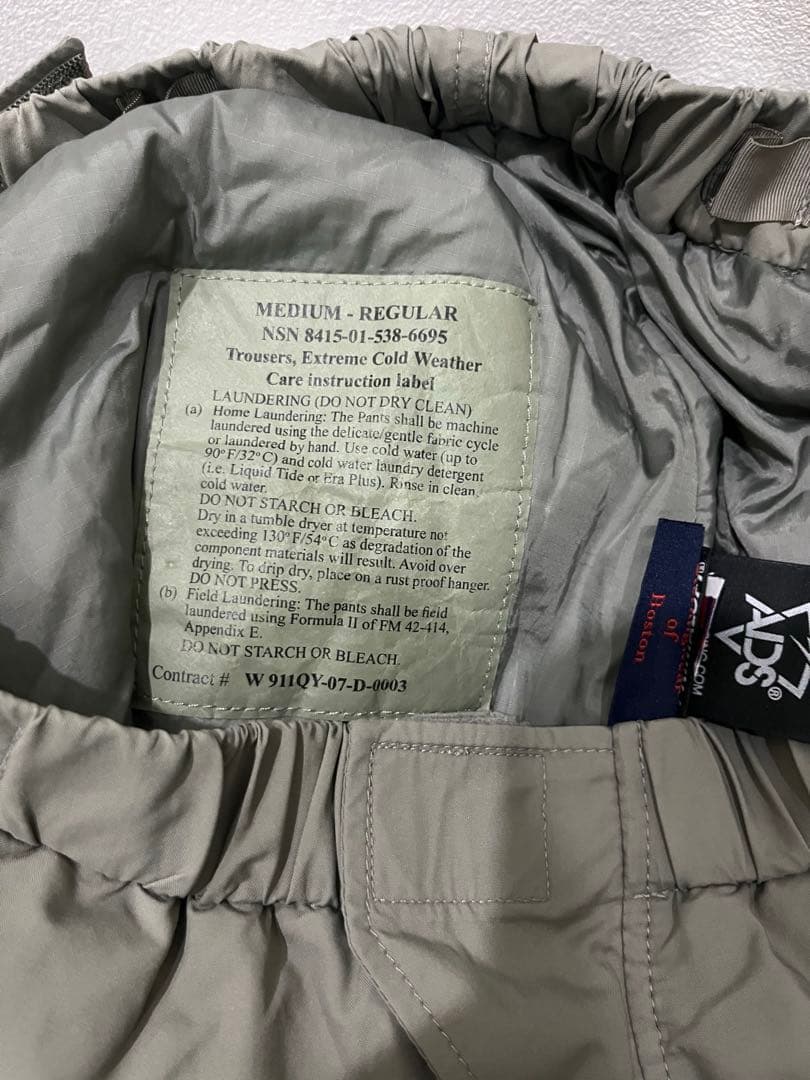 MEDIUM - REGULAR
NSN 8415-01-538-6695
Trousers, Extreme Cold Weather
Care instruction label
LAUNDERING (DO NOT DRY CLEAN)
(a) Home Laundering: The Pants shall be machine
laundered using the delicate/gentle fabric cycle
or laundered by hand. Use cold water (up to
90°F/32°C) and cold water laundry detergent
(i.e. Liquid Tide or Era Plus). Rinse in clean
cold water.
DO NOT STARCH OR BLEACH.
Dry in a tumble dryer at temperature not
exceeding 130°F/54°C as degradation of the
component materials will result. Avoid over
drying. To drip dry, place on a rust proof hanger.
DO NOT PRESS.
(b) Field Laundering: The pants shall be field
laundered using Formula II of FM 42-414,
Appendix E.
DO NOT STARCH OR BLEACH.
Contract # W 911QY-07-D-0003
of
Boston
ADS®